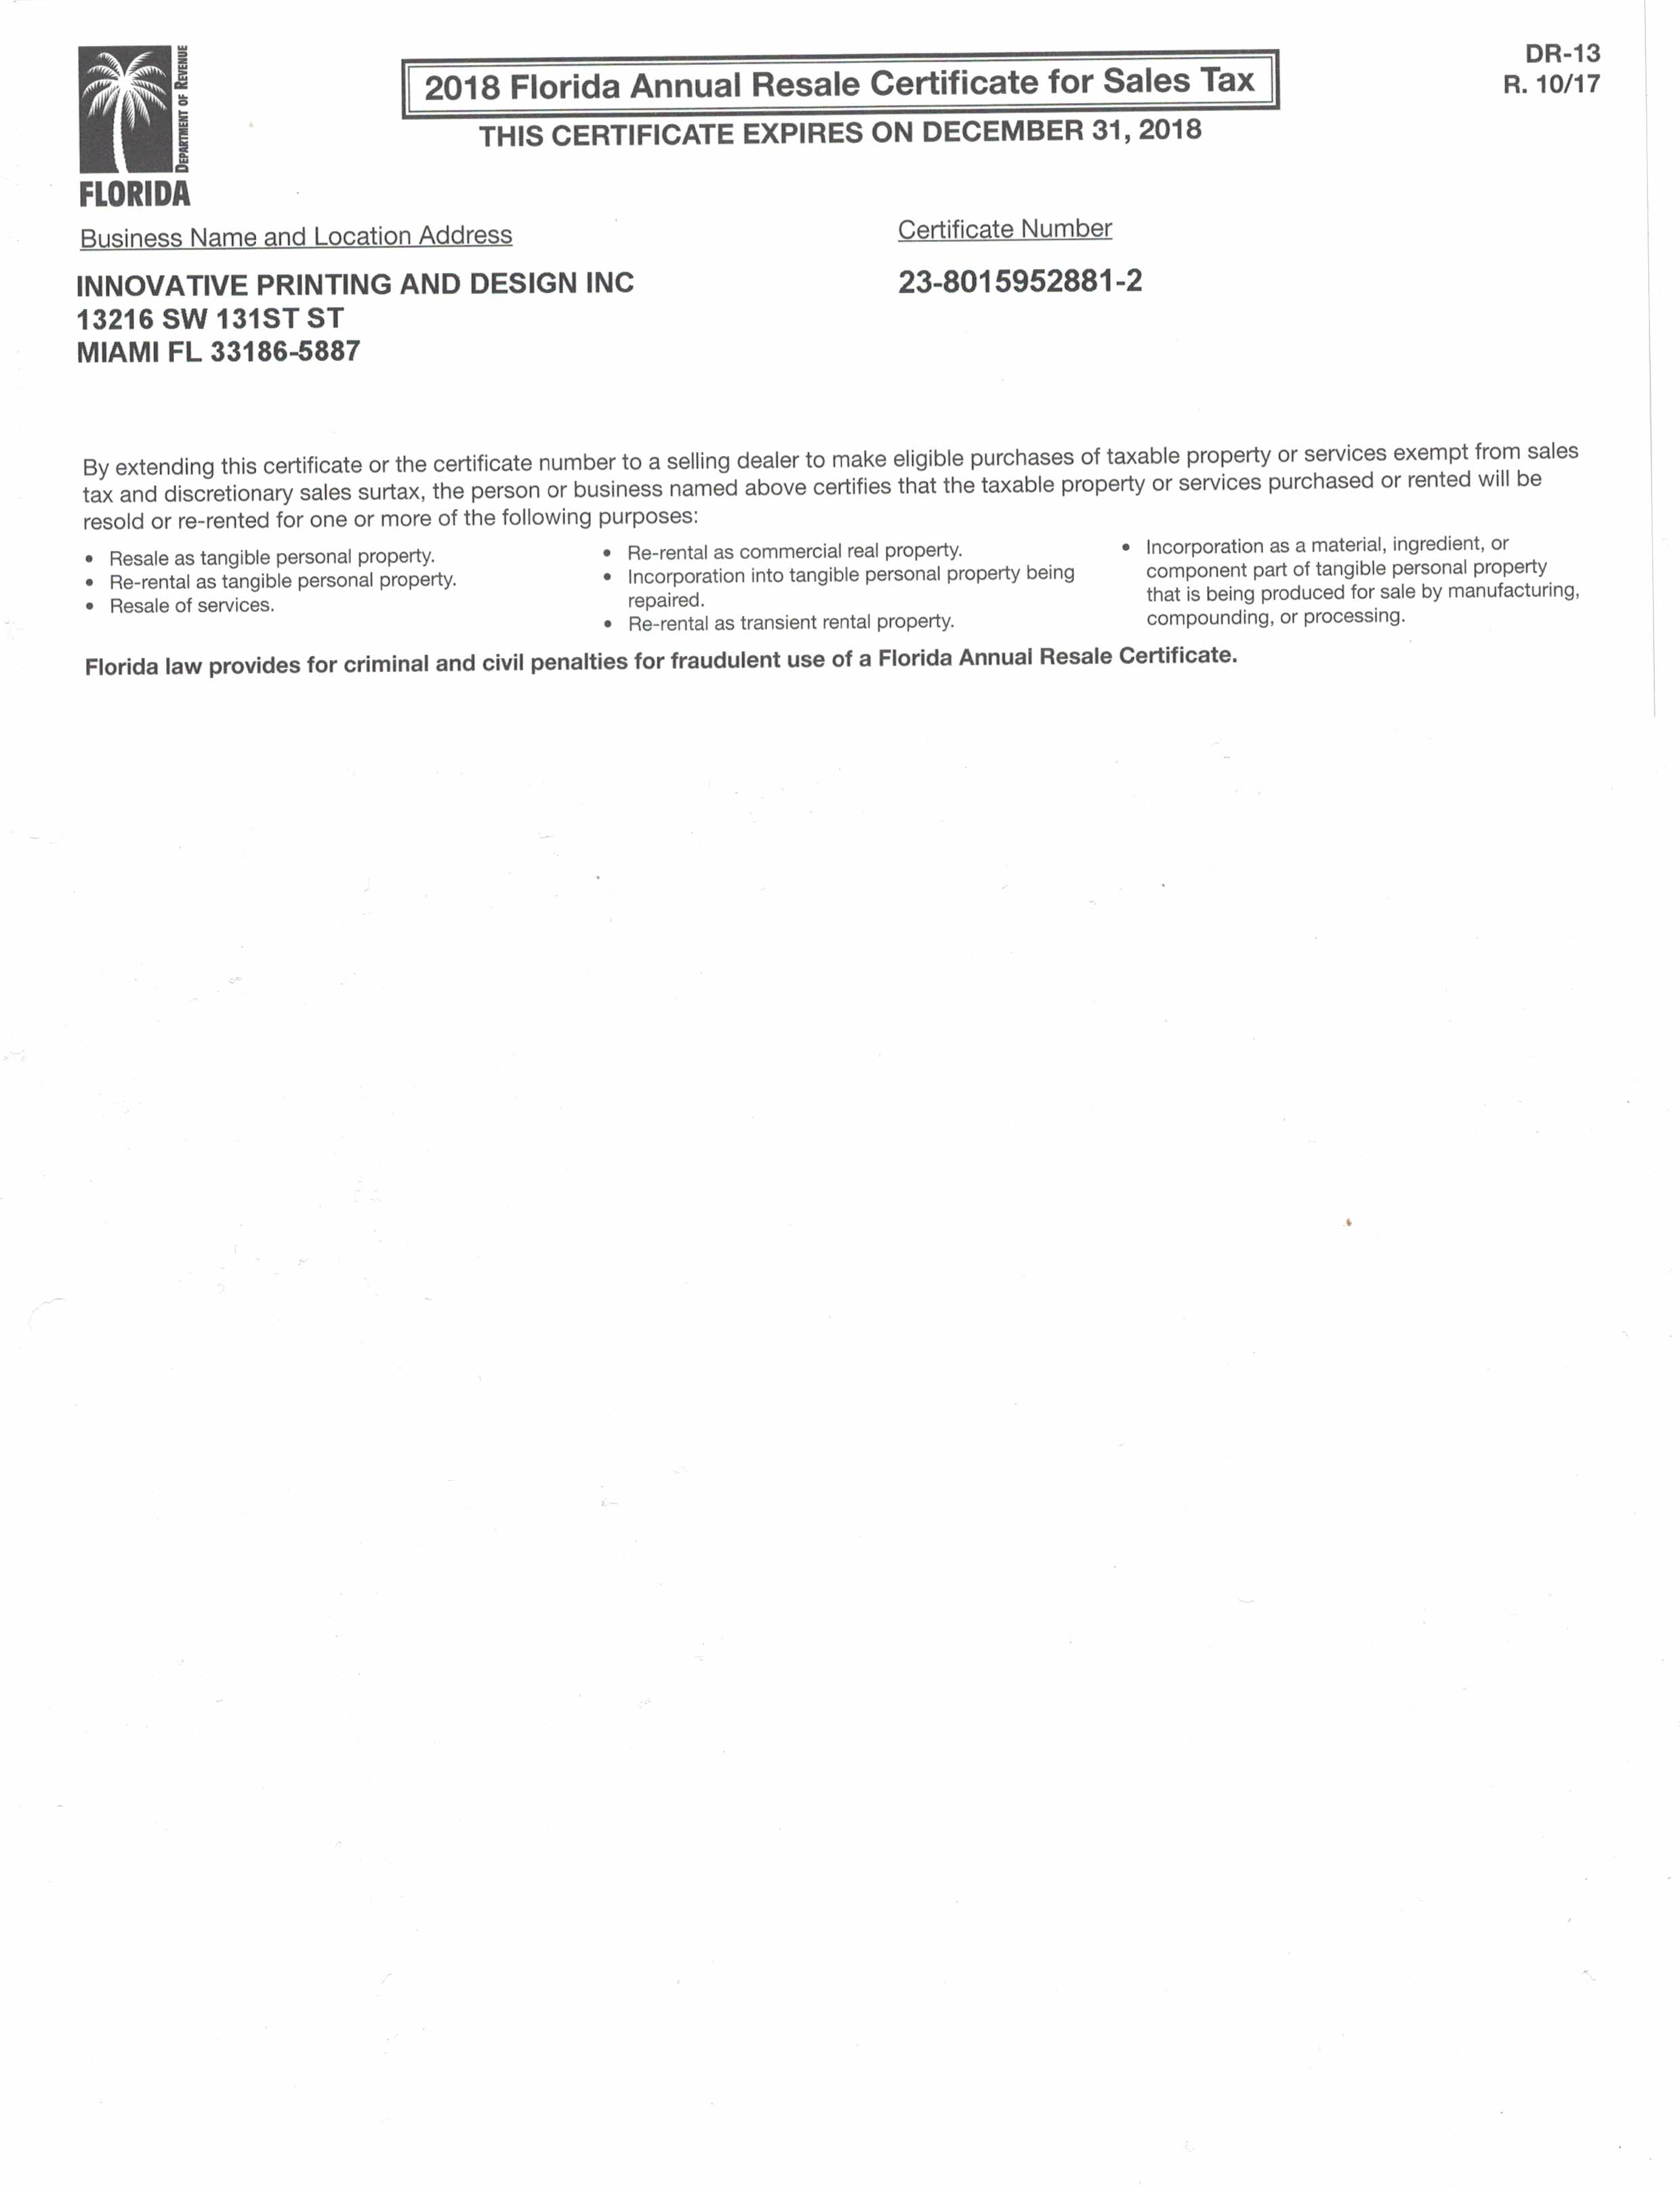 DEPARTMENT OF REVENUE
FLORIDA
2018 Florida Annual Resale Certificate for Sales Tax
THIS CERTIFICATE EXPIRES ON DECEMBER 31, 2018
DR-13
R. 10/17
Business Name and Location Address
Certificate Number
INNOVATIVE PRINTING AND DESIGN INC
23-8015952881-2
13216 SW 131ST ST
MIAMI FL 33186-5887
By extending this certificate or the certificate number to a selling dealer to make eligible purchases of taxable property or services exempt from sales
tax and discretionary sales surtax, the person or business named above certifies that the taxable property or services purchased or rented will be
resold or re-rented for one or more of the following purposes:
• Resale as tangible personal property.
• Re-rental as tangible personal property.
• Resale of services.
• Re-rental as commercial real property.
• Incorporation into tangible personal property being
repaired.
• Re-rental as transient rental property.
• Incorporation as a material, ingredient, or
component part of tangible personal property
that is being produced for sale by manufacturing,
compounding, or processing.
Florida law provides for criminal and civil penalties for fraudulent use of a Florida Annual Resale Certificate.